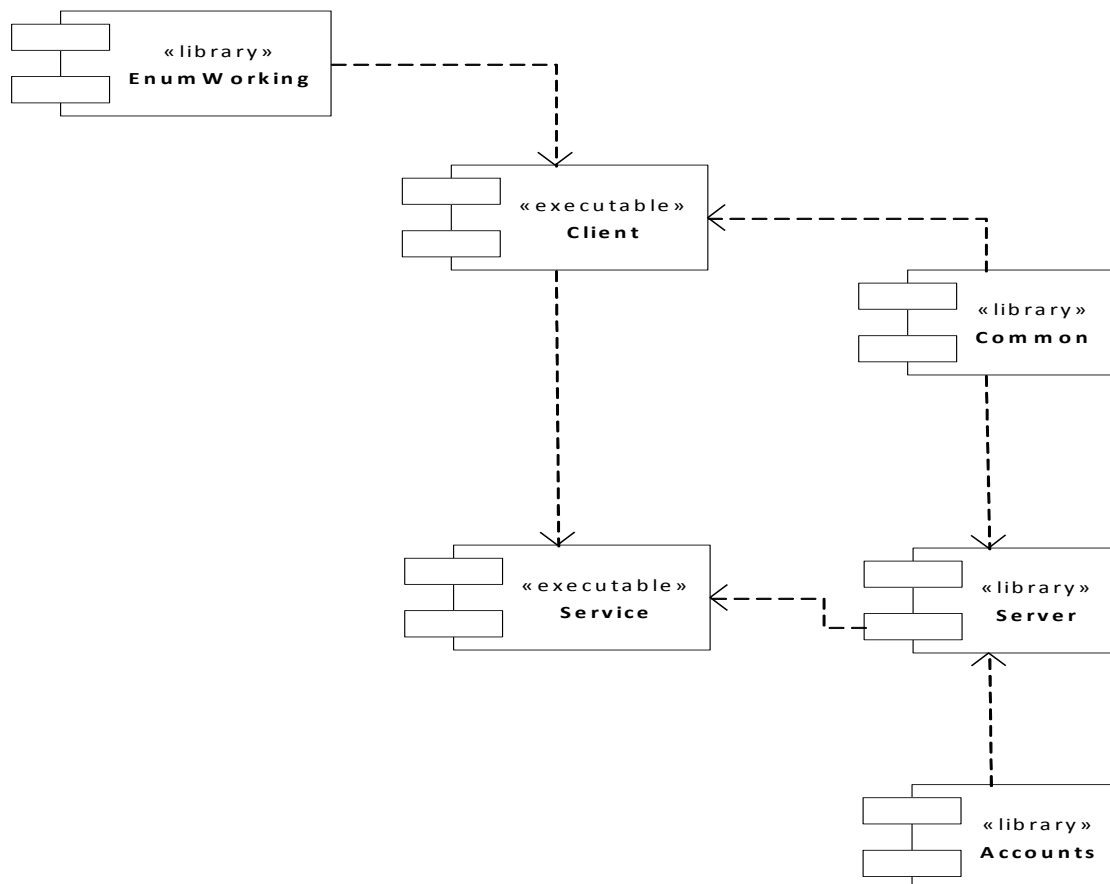 «library»
EnumWorking
«executable»
Client
«library»
Common
«executable»
Service
«library»
Server
«library»
Accounts